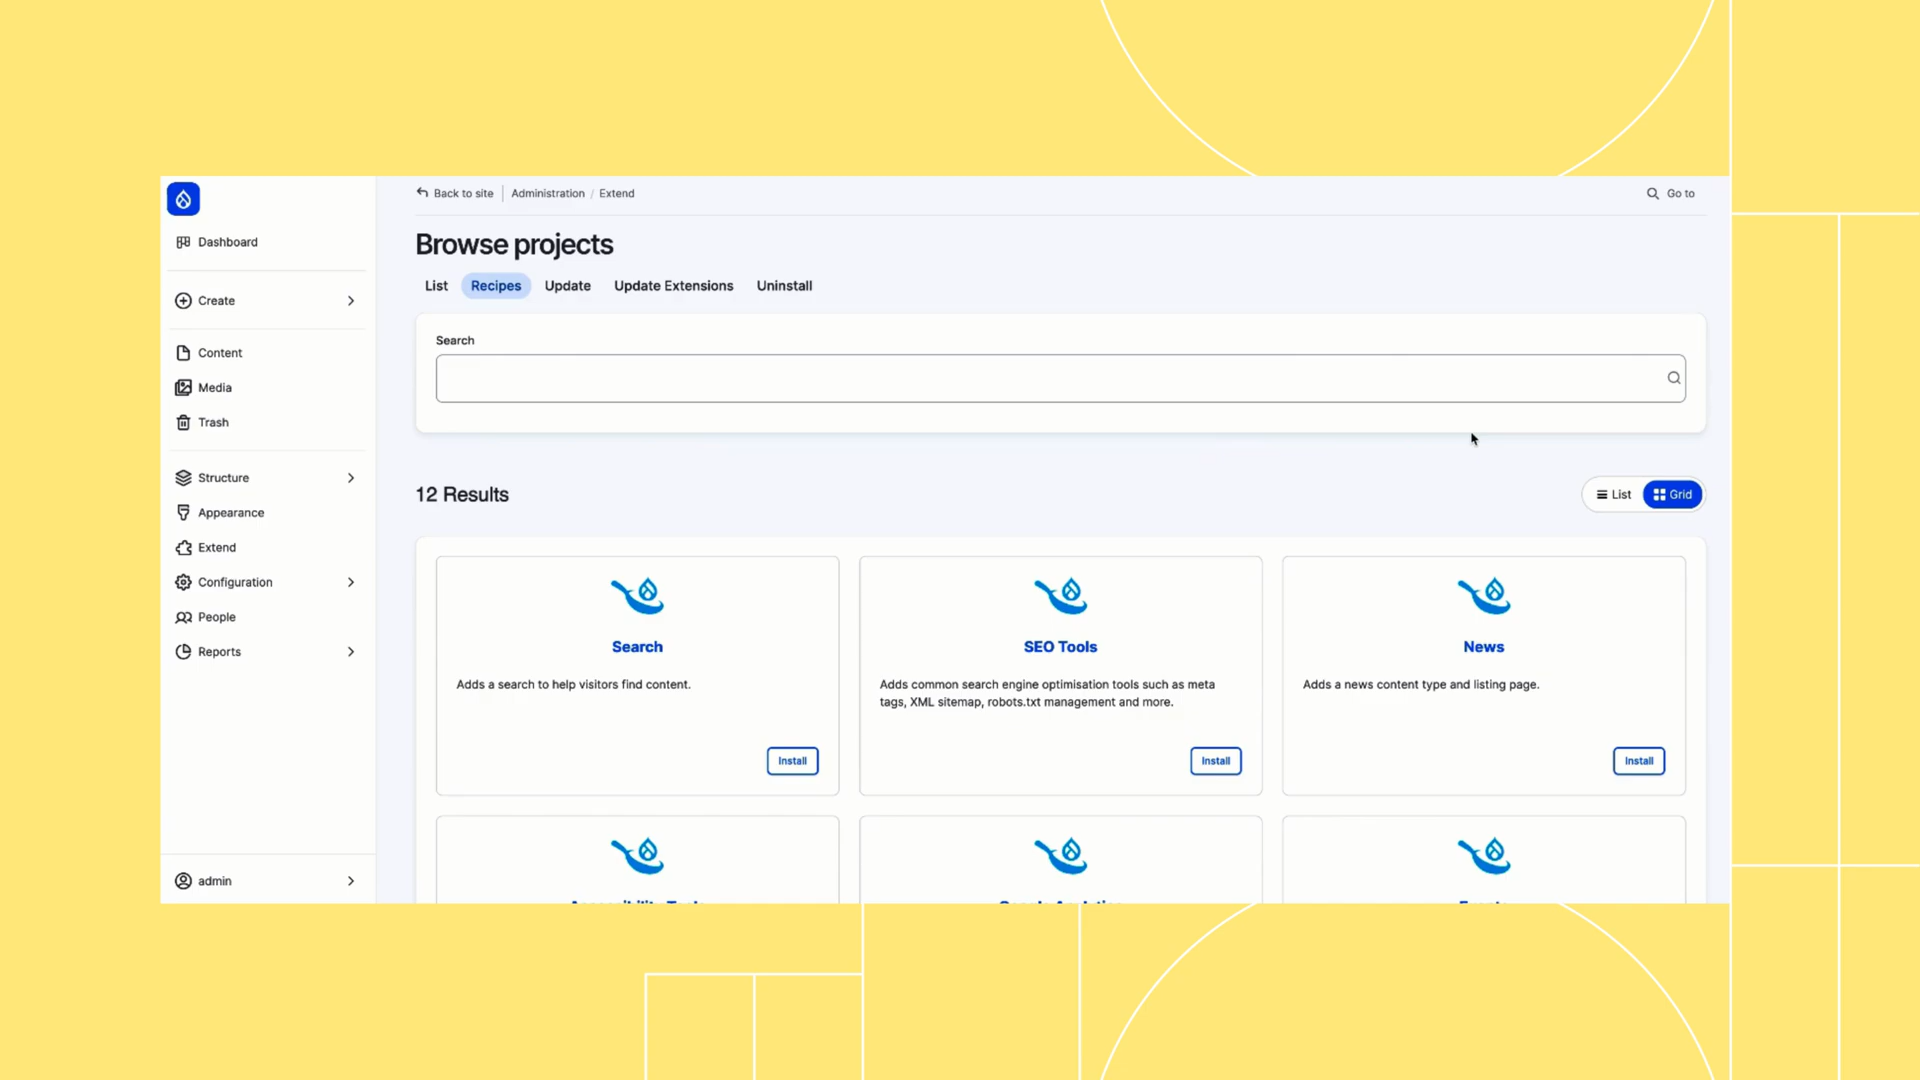 Back to site
Administration / Extend
Go to
Dashboard
Create
Content
Media
Trash
Structure
Appearance
Extend
Configuration
People
Reports
admin
Browse projects
List
Recipes
Update
Update Extensions
Uninstall
Search
12 Results
List
Grid
Search
Adds a search to help visitors find content.
Install
SEO Tools
Adds common search engine optimisation tools such as meta
tags, XML sitemap, robots.txt management and more.
Install
News
Adds a news content type and listing page.
Install